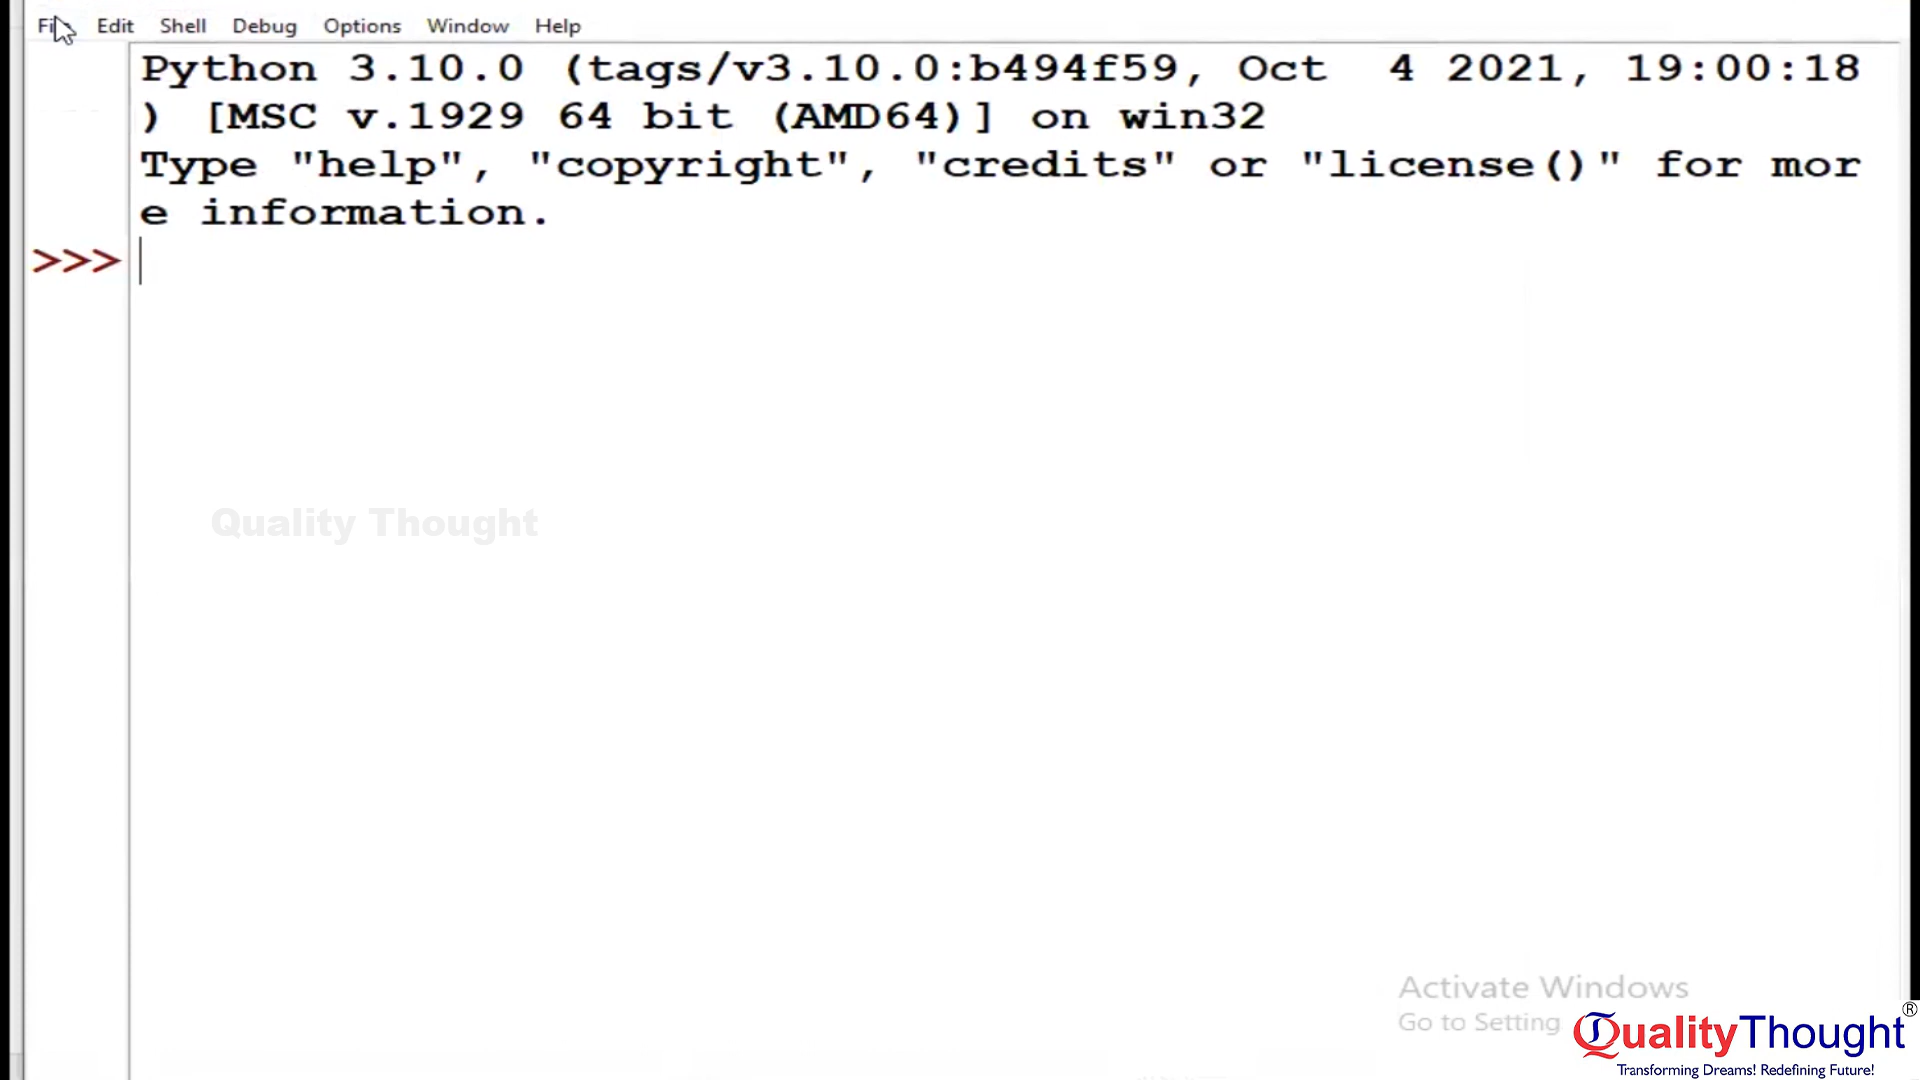 Edit Shell Debug Options Window Help
Python 3.10.0 (tags/v3.10.0:b494f59, Oct  4 2021, 19:00:18
) [MSC v.1929 64 bit (AMD64)] on win32
Type "help", "copyright", "credits" or "license()" for mor
e information.
>>>
Quality Thought
Activate Windows
Go to Setting
QualityThought®
Transforming Dreams! Redefining Future!